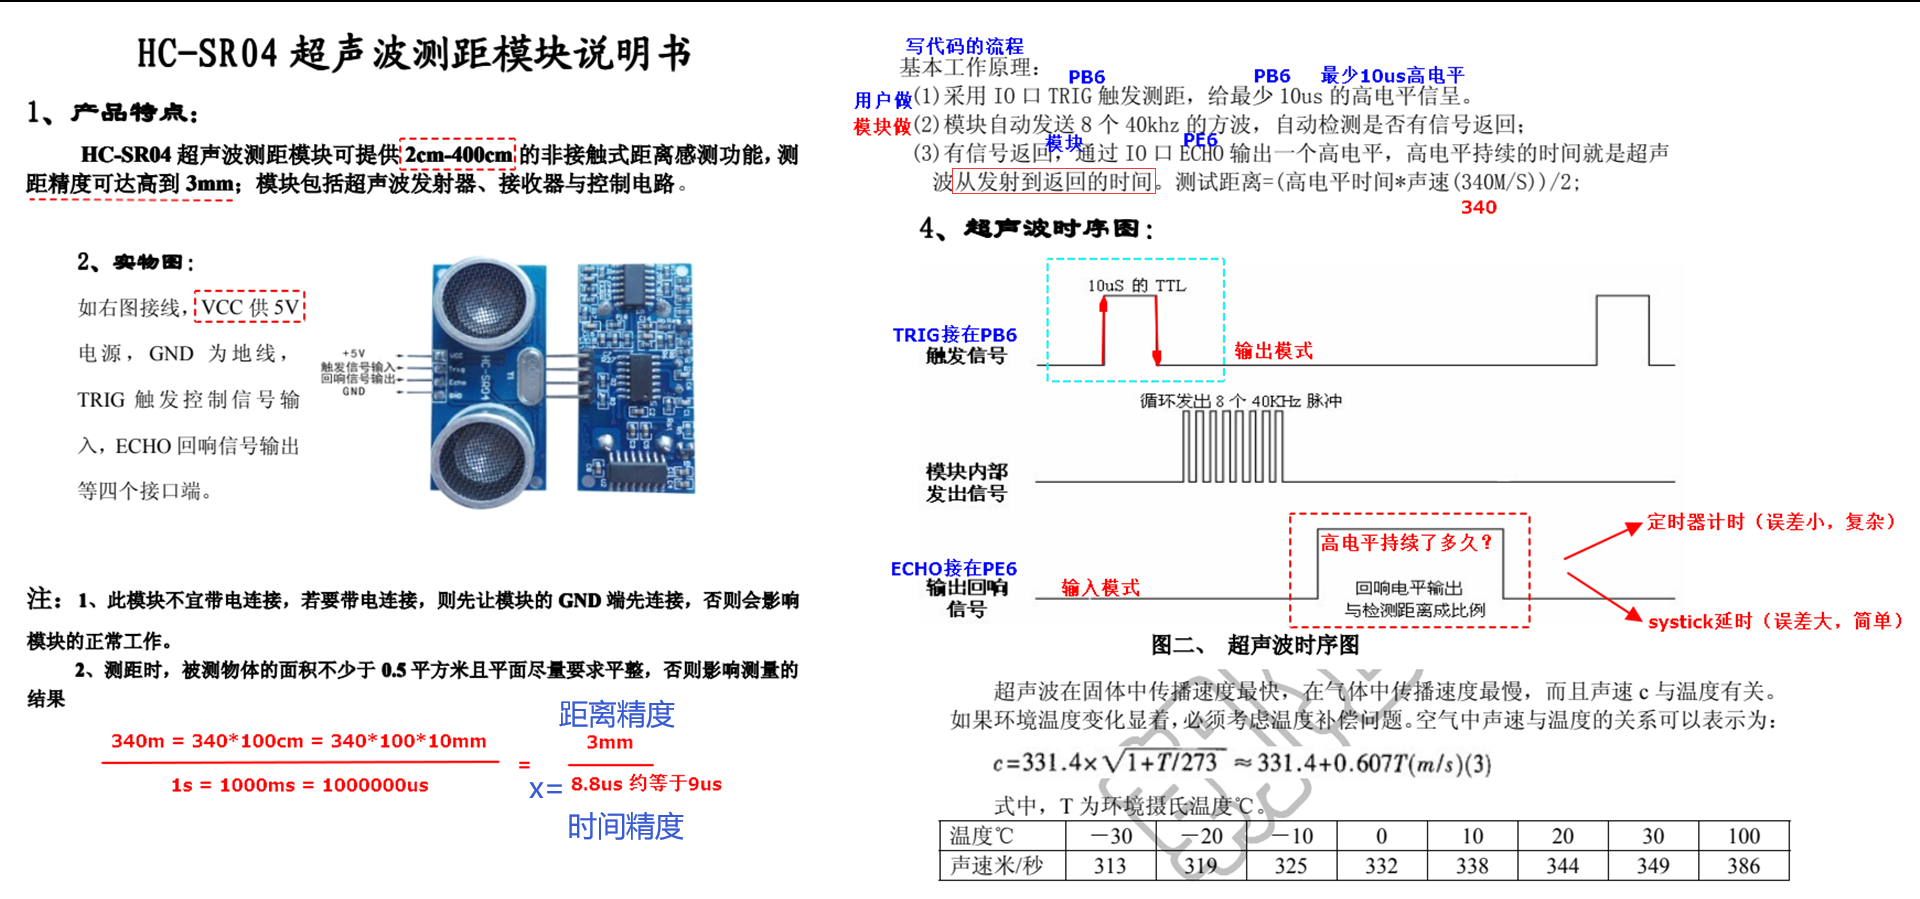 HC-SR04 超声波测距模块说明书
1、产品特点：
HC-SR04 超声波测距模块可提供 2cm-400cm 的非接触式距离感测功能，测
距精度可达高到 3mm；模块包括超声波发射器、接收器与控制电路。
2、实物图：
如右图接线，VCC 供 5V
电源，GND 为地线，
TRIG 触发控制信号输
入，ECHO 回响信号输出
等四个接口端。
+5V
触发信号输入
回响信号输出
GND
VCC
Trig
Echo
GND
HC-SR04
注：1、此模块不宜带电连接，若要带电连接，则先让模块的 GND 端先连接，否则会影响
模块的正常工作。
2、测距时，被测物体的面积不少于 0.5 平方米且平面尽量要求平整，否则影响测量的
结果
340m = 340*100cm = 340*100*10mm
1s = 1000ms = 1000000us
=
距离精度
3mm
x= 8.8us 约等于9us
时间精度
写代码的流程
基本工作原理：
PB6 PB6 最少10us高电平
用户做(1)采用 IO 口 TRIG 触发测距，给最少 10us 的高电平信呈。
模块做(2)模块自动发送 8 个 40khz 的方波，自动检测是否有信号返回；
模块 PE6
(3)有信号返回，通过 IO 口 ECHO 输出一个高电平，高电平持续的时间就是超声
波从发射到返回的时间。测试距离=(高电平时间*声速(340M/S))/2;
340
4、超声波时序图：
10uS 的 TTL
TRIG接在PB6
触发信号
输出模式
循环发出 8 个 40KHz 脉冲
模块内部
发出信号
定时器计时（误差小，复杂）
高电平持续了多久？
ECHO接在PE6
输出回响
信号
输入模式
回响电平输出
与检测距离成比例
systick延时（误差大，简单）
图二、 超声波时序图
超声波在固体中传播速度最快，在气体中传播速度最慢，而且声速 c 与温度有关。
如果环境温度变化显着，必须考虑温度补偿问题。空气中声速与温度的关系可以表示为：
c=331.4×√1+T/273 ≈331.4+0.607T(m/s)(3)
式中，T 为环境摄氏温度℃。
温度℃ －30 －20 －10 0 10 20 30 100
声速米/秒 313 319 325 332 338 344 349 386